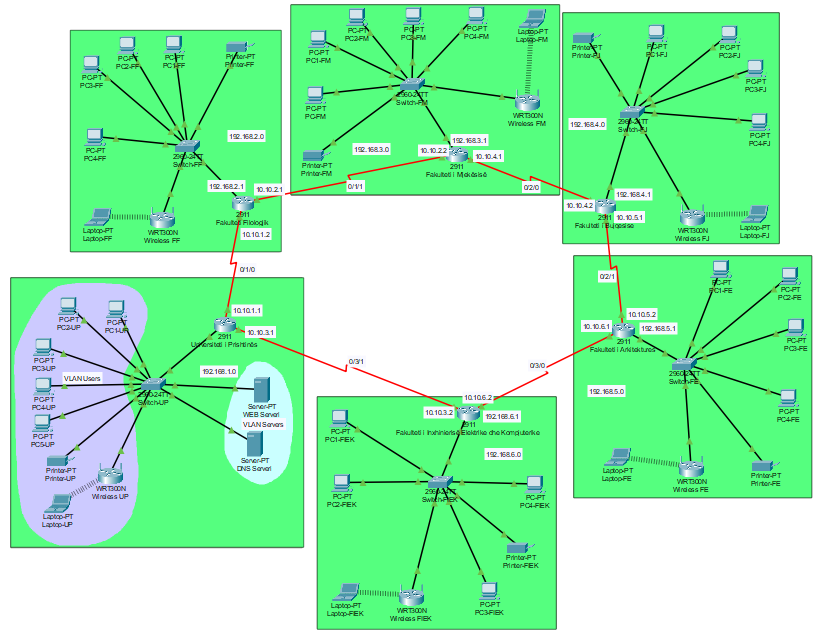 PC-PT
PC3-FF
PC-PT
PC2-FF
PC-PT
PC1-FF
Printer-PT
Printer-FF
PC-PT
PC4-FF
2960-24TT
Switch-FF
192.168.2.0
192.168.2.1
10.10.2.1
2911
Fakulteti Filologjik
10.10.1.2
Laptop-PT
Laptop-FF
WRT300N
Wireless FF
PC-PT
PC1-FM
PC-PT
PC2-FM
PC-PT
PC3-FM
PC-PT
PC4-FM
Laptop-PT
Laptop-FM
PC-PT
PC-FM
2960-24TT
Switch-FM
WRT300N
Wireless FM
Printer-PT
Printer-FM
192.168.3.0
192.168.3.1
10.10.2.2
10.10.4.1
2911
Fakulteti i Mjekësisë
0/1/1
0/2/0
Printer-PT
Printer-FJ
PC-PT
PC1-FJ
PC-PT
PC2-FJ
PC-PT
PC3-FJ
PC-PT
PC4-FJ
2960-24TT
Switch-FJ
192.168.4.0
192.168.4.1
10.10.4.2
10.10.5.1
2911
Fakulteti i Bujqesise
WRT300N
Wireless FJ
Laptop-PT
Laptop-FJ
0/1/0
0/2/1
PC-PT
PC2-UP
PC-PT
PC1-UP
PC-PT
PC3-UP
VLAN Users
PC-PT
PC4-UP
PC-PT
PC5-UP
Printer-PT
Printer-UP
Laptop-PT
Laptop-UP
WRT300N
Wireless UP
2960-24TT
Switch-UP
10.10.1.1
10.10.3.1
2911
Universiteti i Prishtinës
192.168.1.0
Server-PT
WEB Serveri
VLAN Servers
Server-PT
DNS Serveri
0/3/1
0/3/0
10.10.6.2
10.10.3.2
192.168.6.1
2911
Fakulteti i Inxhinierisë Elektrike dhe Kompjuterike
192.168.6.0
PC-PT
PC1-FIEK
PC-PT
PC2-FIEK
2960-24TT
Switch-FIEK
PC-PT
PC4-FIEK
Printer-PT
Printer-FIEK
Laptop-PT
Laptop-FIEK
WRT300N
Wireless FIEK
PC-PT
PC3-FIEK
10.10.5.2
10.10.6.1
192.168.5.1
2911
Fakulteti i Arkitektures
PC-PT
PC1-FE
PC-PT
PC2-FE
PC-PT
PC3-FE
PC-PT
PC4-FE
2960-24TT
Switch-FE
192.168.5.0
Laptop-PT
Laptop-FE
WRT300N
Wireless FE
Printer-PT
Printer-FE